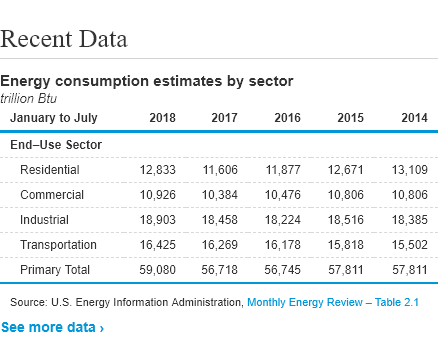 Recent Data
Energy consumption estimates by sector
trillion Btu
January to July 2018 2017 2016 2015 2014
End–Use Sector
Residential 12,833 11,606 11,877 12,671 13,109
Commercial 10,926 10,384 10,476 10,806 10,806
Industrial 18,903 18,458 18,224 18,516 18,385
Transportation 16,425 16,269 16,178 15,818 15,502
Primary Total 59,080 56,718 56,745 57,811 57,811
Source: U.S. Energy Information Administration, Monthly Energy Review – Table 2.1
See more data ›